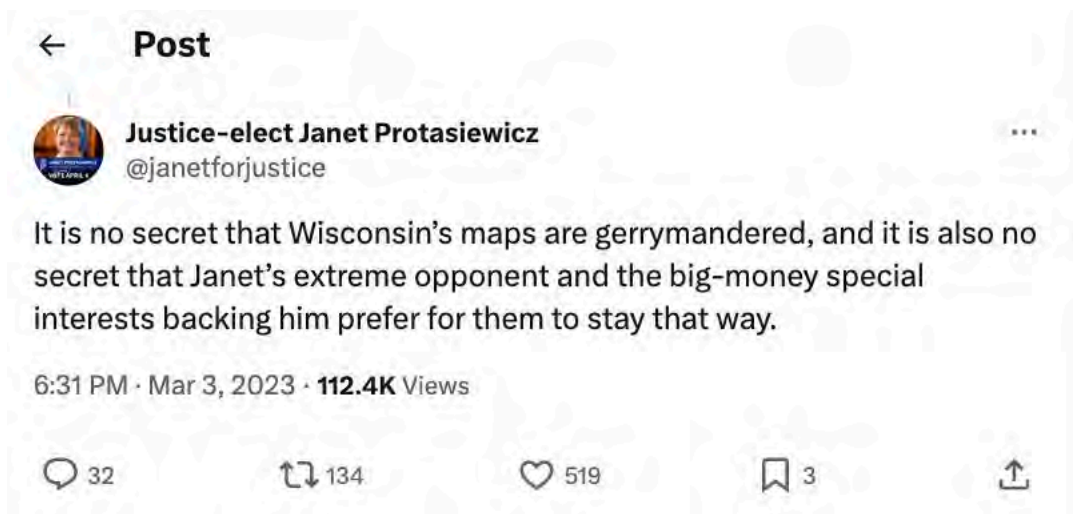 Post
Justice-elect Janet Protasiewicz
@janetforjustice
It is no secret that Wisconsin’s maps are gerrymandered, and it is also no
secret that Janet’s extreme opponent and the big-money special
interests backing him prefer for them to stay that way.
6:31 PM · Mar 3, 2023 · 112.4K Views
32 134 519 3